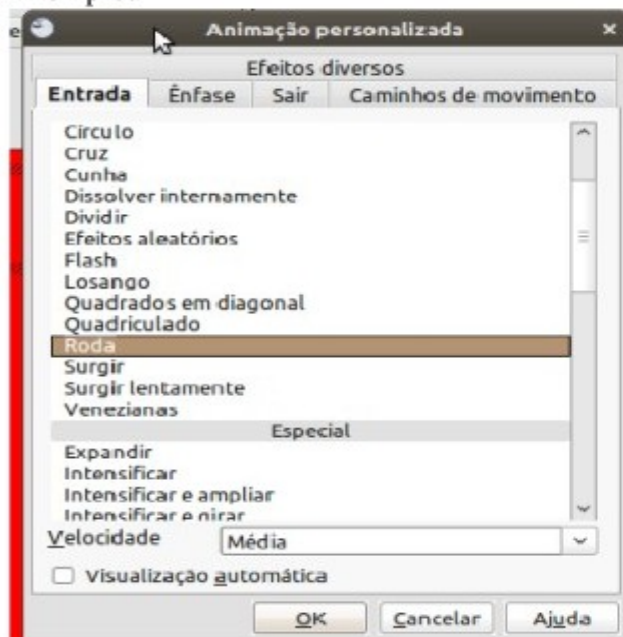 Animação personalizada
Efeitos diversos
Entrada Ênfase Sair Caminhos de movimento
Círculo
Cruz
Cunha
Dissolver internamente
Dividir
Efeitos aleatórios
Flash
Losango
Quadrados em diagonal
Quadriculado
Roda
Surgir
Surgir lentamente
Venezianas
Especial
Expandir
Intensificar
Intensificar e ampliar
Intensificar e girar
Velocidade Média
Visualização automática
OK Cancelar Ajuda